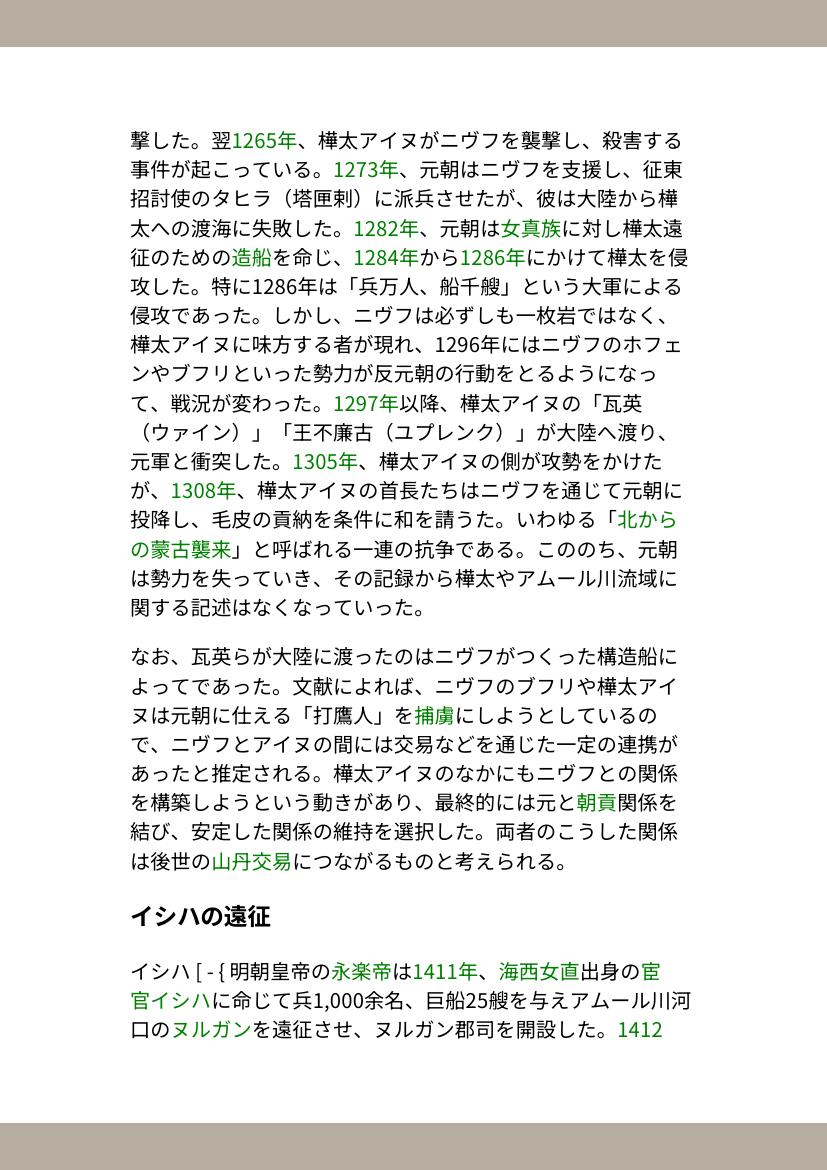 撃した。翌1265年、樺太アイヌがニヴフを襲撃し、殺害する
事件が起こっている。1273年、元朝はニヴフを支援し、征東
招討使のタヒラ（塔匣剌）に派兵させたが、彼は大陸から樺
太への渡海に失敗した。1282年、元朝は女真族に対し樺太遠
征のための造船を命じ、1284年から1286年にかけて樺太を侵
攻した。特に1286年は「兵万人、船千艘」という大軍による
侵攻であった。しかし、ニヴフは必ずしも一枚岩ではなく、
樺太アイヌに味方する者が現れ、1296年にはニヴフのホフェ
ンやブフリといった勢力が反元朝の行動をとるようになっ
て、戦況が変わった。1297年以降、樺太アイヌの「瓦英
（ウァイン）」「王不廉古（ユプレンク）」が大陸へ渡り、
元軍と衝突した。1305年、樺太アイヌの側が攻勢をかけた
が、1308年、樺太アイヌの首長たちはニヴフを通じて元朝に
投降し、毛皮の貢納を条件に和を請うた。いわゆる「北から
の蒙古襲来」と呼ばれる一連の抗争である。こののち、元朝
は勢力を失っていき、その記録から樺太やアムール川流域に
関する記述はなくなっていった。
なお、瓦英らが大陸に渡ったのはニヴフがつくった構造船に
よってであった。文献によれば、ニヴフのブフリや樺太アイ
ヌは元朝に仕える「打鷹人」を捕虜にしようとしているの
で、ニヴフとアイヌの間には交易などを通じた一定の連携が
あったと推定される。樺太アイヌのなかにもニヴフとの関係
を構築しようという動きがあり、最終的には元と朝貢関係を
結び、安定した関係の維持を選択した。両者のこうした関係
は後世の山丹交易につながるものと考えられる。
イシハの遠征
イシハ [ - { 明朝皇帝の永楽帝は1411年、海西女直出身の宦
官イシハに命じて兵1,000余名、巨船25艘を与えアムール川河
口のヌルガンを遠征させ、ヌルガン郡司を開設した。1412